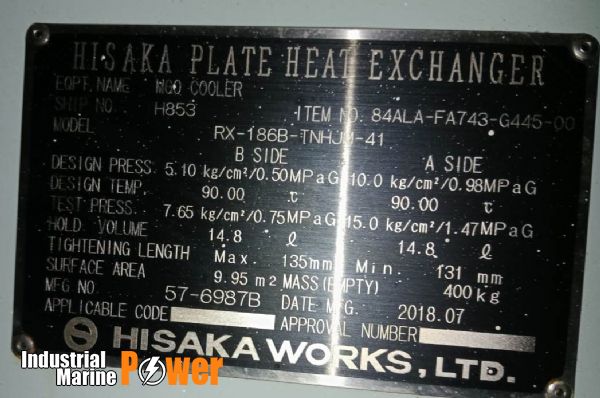 HISAKA PLATE HEAT EXCHANGER
EQPT. NAME MGO COOLER
SHIP NO. H853 ITEM NO. 84ALA-FA743-G445-00
MODEL RX-186B-TNHJM-41
B SIDE A SIDE
DESIGN PRESS. 5.10 kg/cm²/0.50MPaG 10.0 kg/cm²/0.98MPaG
DESIGN TEMP. 90.00 ℃ 90.00 ℃
TEST PRESS. 7.65 kg/cm²/0.75MPaG 15.0 kg/cm²/1.47MPaG
HOLD. VOLUME 14.8 ℓ 14.8 ℓ
TIGHTENING LENGTH Max. 135mm Min. 131 mm
SURFACE AREA 9.95 m2 MASS(EMPTY) 400kg
MFG NO. 57-6987B DATE MFG. 2018.07
APPLICABLE CODE APPROVAL NUMBER
HISAKA WORKS, LTD.
Industrial
Marine Power